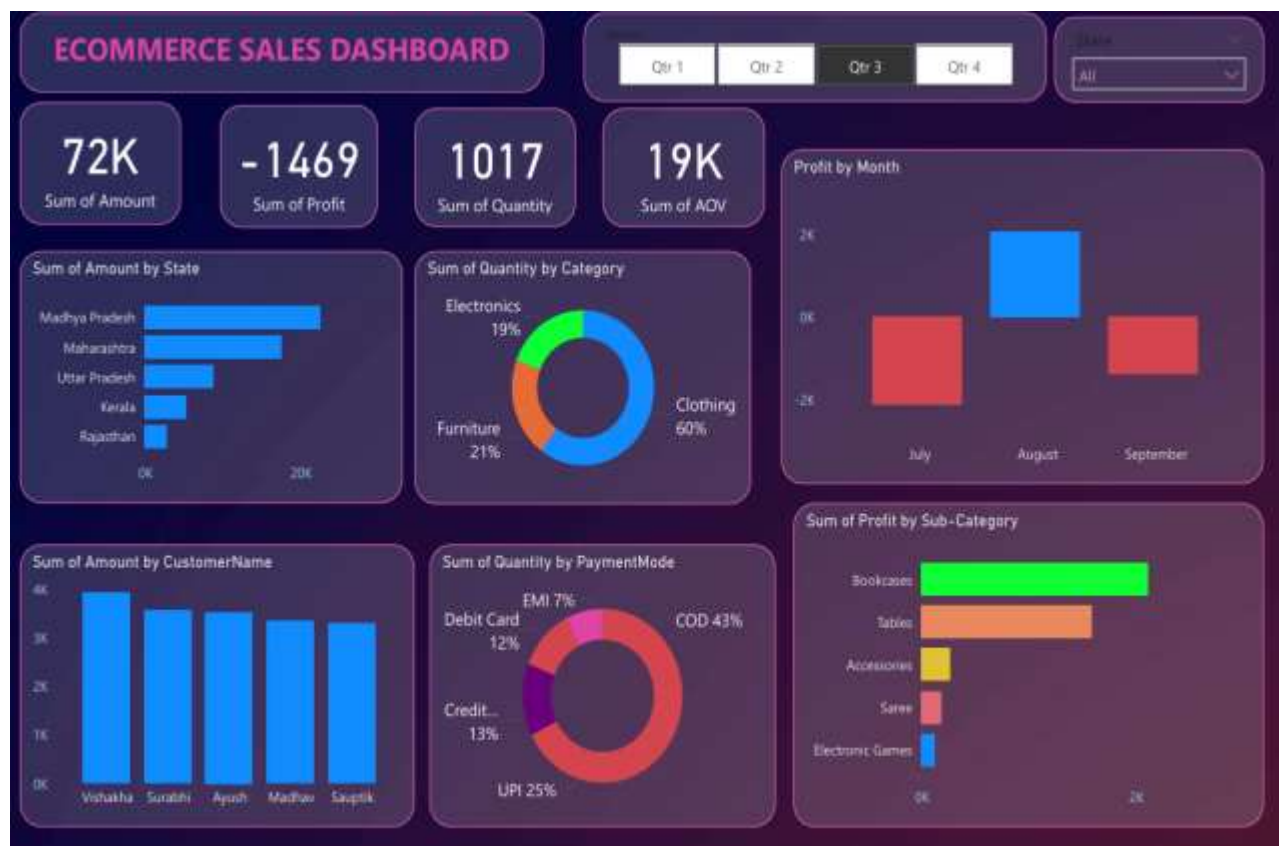 ECOMMERCE SALES DASHBOARD
Qtr 1
Qtr 2
Qtr 3
Qtr 4
State
All
72K
Sum of Amount
-1469
Sum of Profit
1017
Sum of Quantity
19K
Sum of AOV
Profit by Month
2K
0K
-2K
July
August
September
Sum of Amount by State
Madhya Pradesh
Maharashtra
Uttar Pradesh
Kerala
Rajasthan
0K
20K
Sum of Quantity by Category
Electronics
19%
Furniture
21%
Clothing
60%
Sum of Amount by CustomerName
4K
3K
2K
1K
0K
Vishakha
Surabhi
Ayush
Madhav
Sauptik
Sum of Quantity by PaymentMode
EMI 7%
Debit Card
12%
COD 43%
Credit...
13%
UPI 25%
Sum of Profit by Sub-Category
Bookcases
Tables
Accessories
Saree
Electronic Games
0K
2K